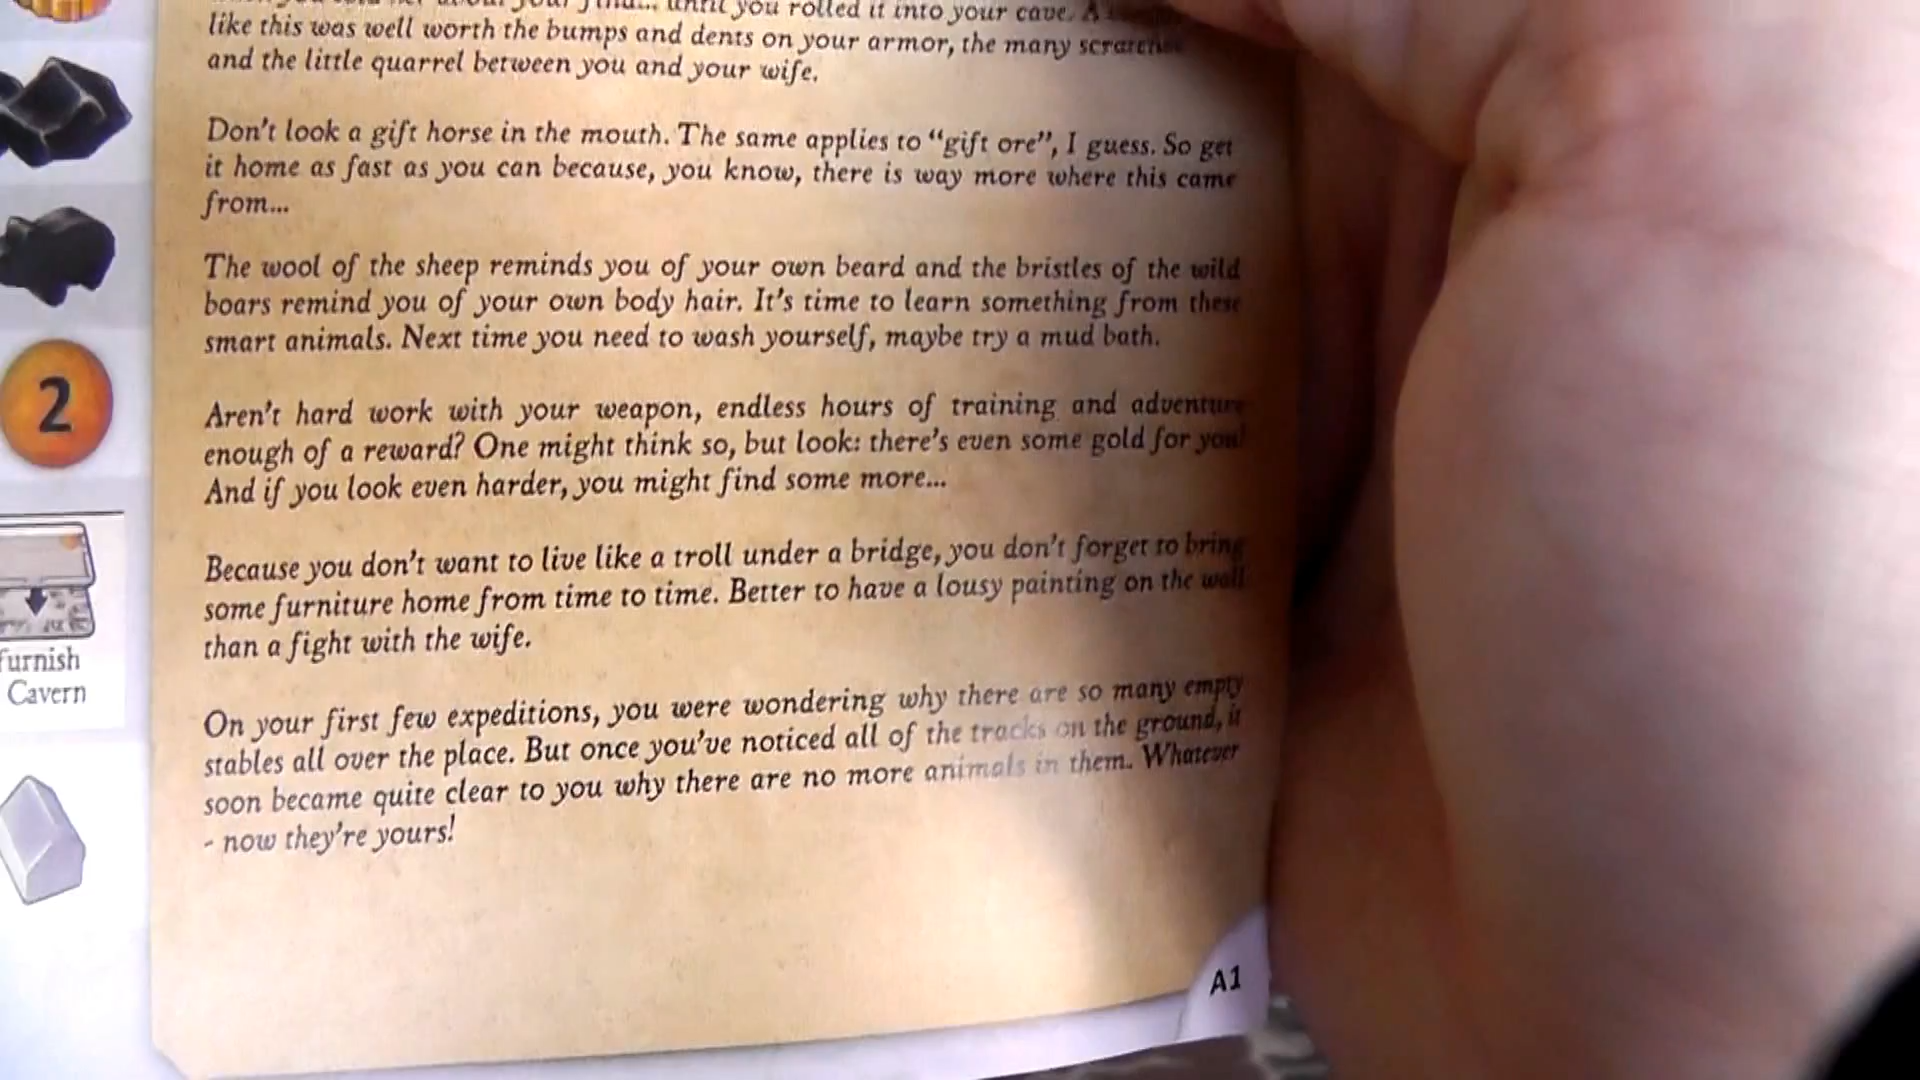 until you rolled it into your cave. A
like this was well worth the bumps and dents on your armor, the many scratches
and the little quarrel between you and your wife.
Don't look a gift horse in the mouth. The same applies to "gift ore", I guess. So get
it home as fast as you can because, you know, there is way more where this came
from...
The wool of the sheep reminds you of your own beard and the bristles of the wild
boars remind you of your own body hair. It's time to learn something from these
smart animals. Next time you need to wash yourself, maybe try a mud bath.
2
Aren't hard work with your weapon, endless hours of training and adventure
enough of a reward? One might think so, but look: there's even some gold for you!
And if you look even harder, you might find some more...
Because you don't want to live like a troll under a bridge, you don't forget to bring
some furniture home from time to time. Better to have a lousy painting on the wall
than a fight with the wife.
furnish
Cavern
On your first few expeditions, you were wondering why there are so many empty
stables all over the place. But once you've noticed all of the tracks on the ground, it
soon became quite clear to you why there are no more animals in them. Whatever
- now they're yours!
A1